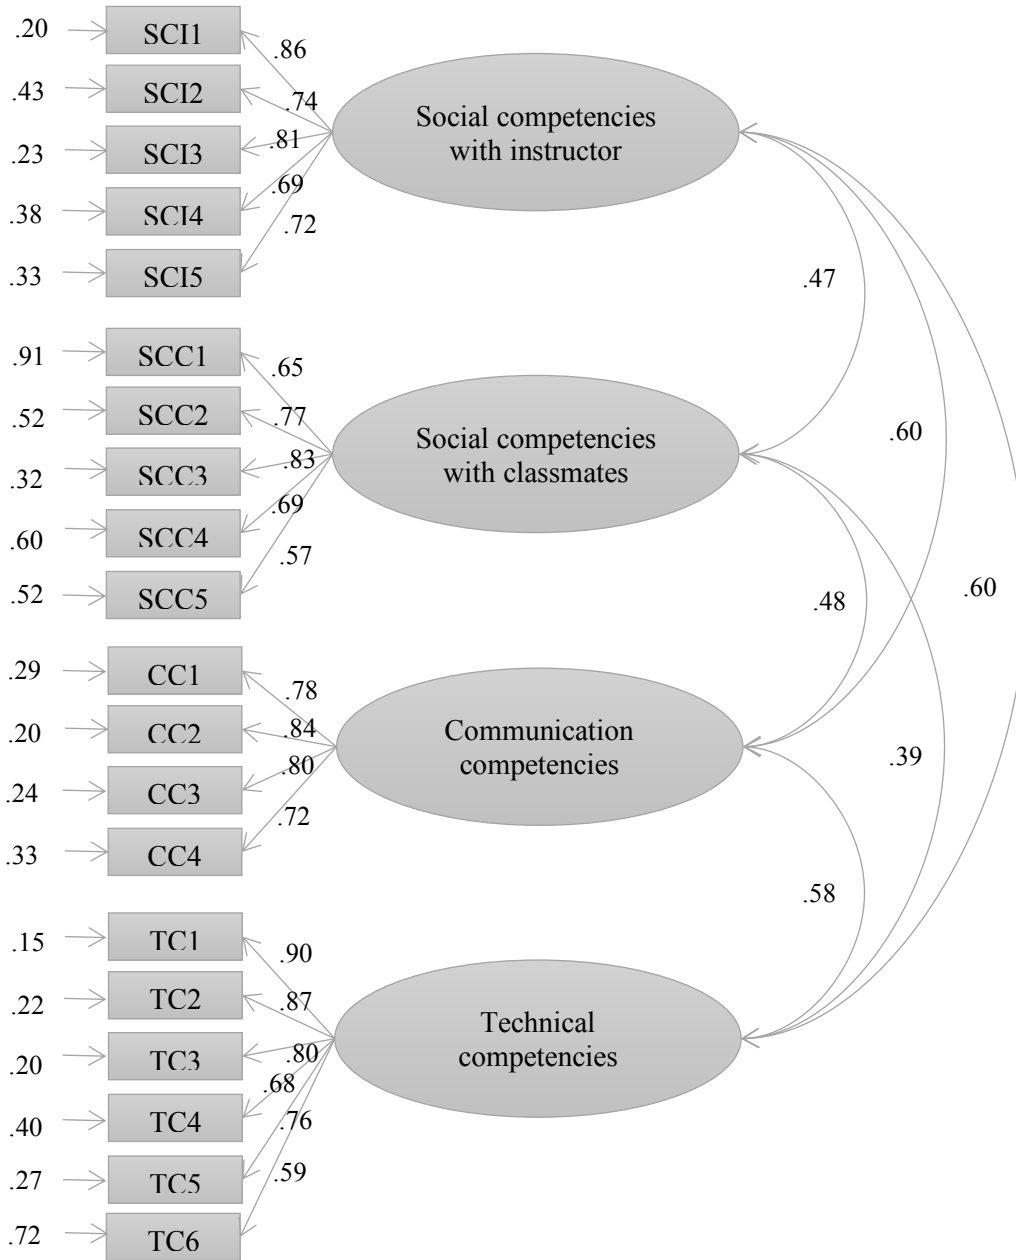 .20
SCI1
.86
.43
SCI2
.74
.23
SCI3
.81
.38
SCI4
.69
.33
SCI5
.72
Social competencies
with instructor
.47
.91
SCC1
.65
.52
SCC2
.77
.32
SCC3
.83
.60
SCC4
.69
.52
SCC5
.57
Social competencies
with classmates
.60
.48
.60
.29
CC1
.78
.20
CC2
.84
.24
CC3
.80
.33
CC4
.72
Communication
competencies
.39
.58
.15
TC1
.90
.22
TC2
.87
.20
TC3
.80
.40
TC4
.68
.27
TC5
.76
.72
TC6
.59
Technical
competencies